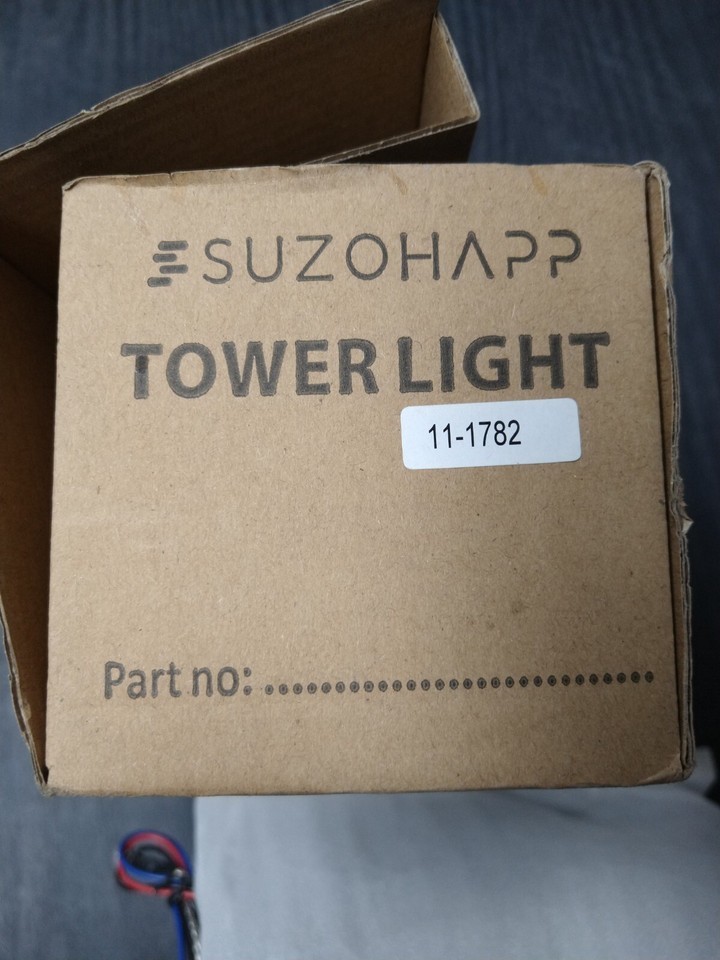 SUZOHAPP
TOWER LIGHT
11-1782
Part no: ............................